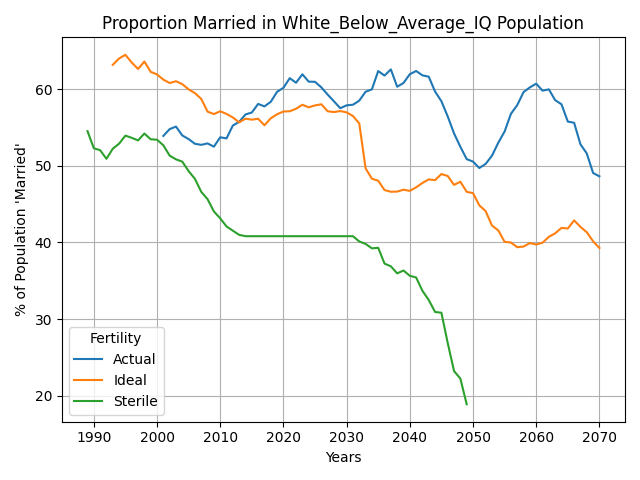 Proportion Married in White_Below_Average_IQ Population
% of Population 'Married'
60
50
40
30
20
Fertility
Actual
Ideal
Sterile
1990 2000 2010 2020 2030 2040 2050 2060 2070
Years